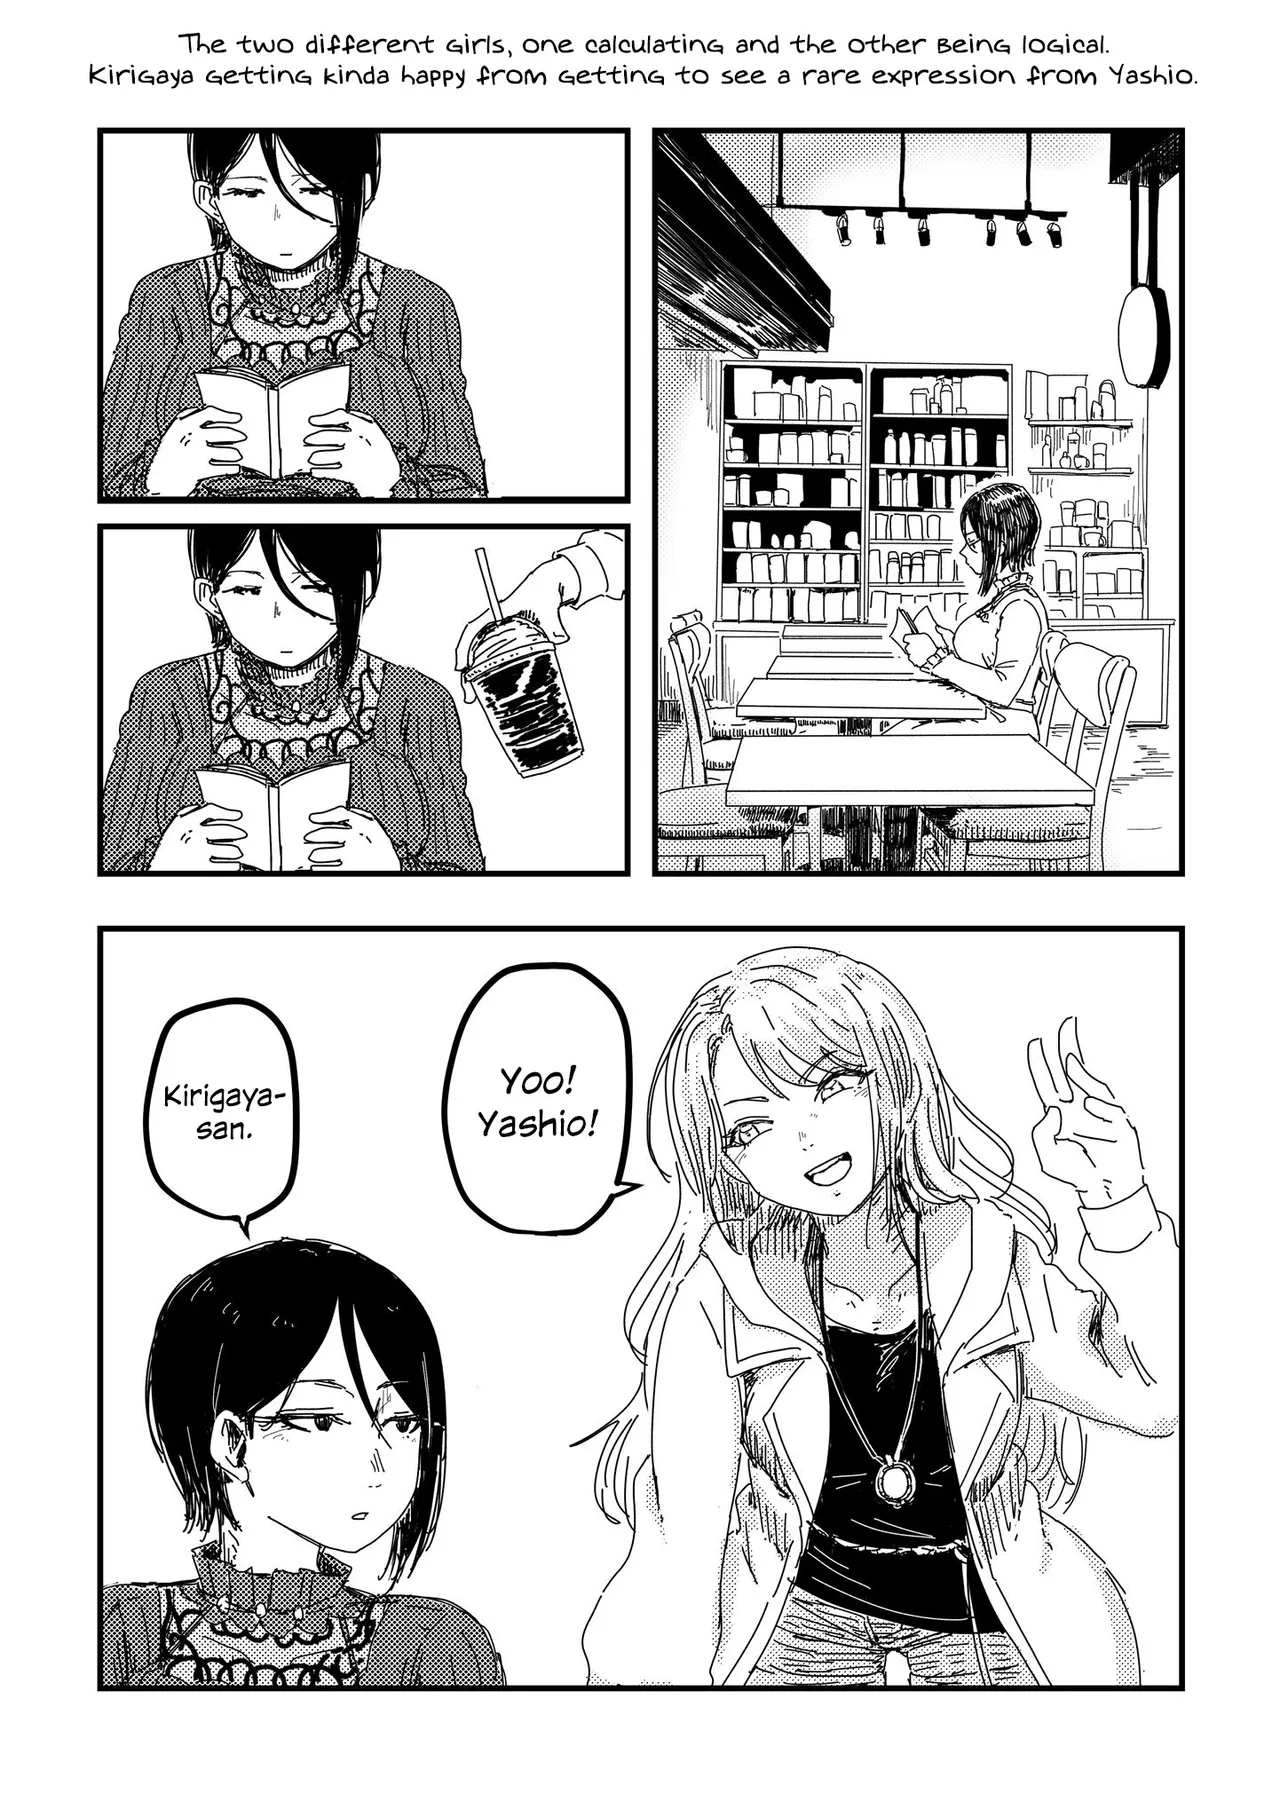 The two different girls, one calculating and the other being logical.
Kirigaya getting kinda happy from getting to see a rare expression from Yashio.
Yoo!
Yashio!
Kirigaya-
san.